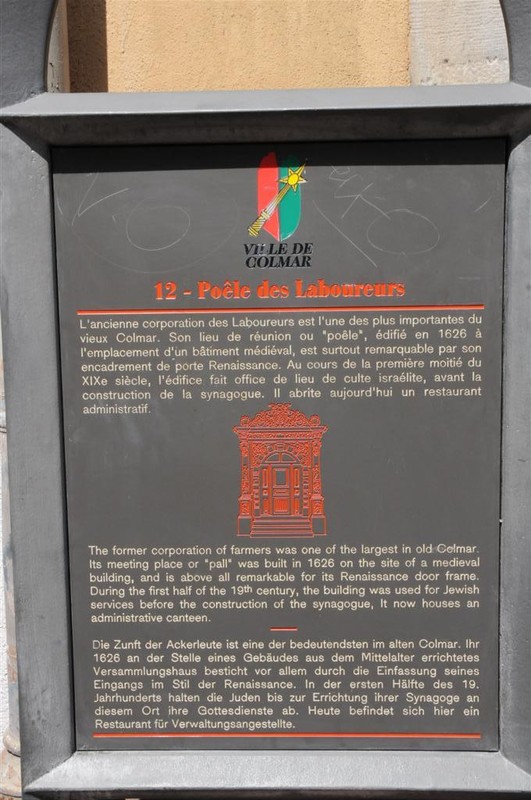 VILLE DE
COLMAR
12 - Poêle des Laboureurs
L'ancienne corporation des Laboureurs est l'une des plus importantes du
vieux Colmar. Son lieu de réunion ou "poêle", édifié en 1626 à
l'emplacement d'un bâtiment médiéval, est surtout remarquable par son
encadrement de porte Renaissance. Au cours de la première moitié du
XIXe siècle, l'édifice fait office de lieu de culte israélite, avant la
construction de la synagogue. Il abrite aujourd'hui un restaurant
administratif.
The former corporation of farmers was one of the largest in old Colmar.
Its meeting place or "pall" was built in 1626 on the site of a medieval
building, and is above all remarkable for its Renaissance door frame.
During the first half of the 19th century, the building was used for Jewish
services before the construction of the synagogue, It now houses an
administrative canteen.
Die Zunft der Ackerleute ist eine der bedeutendsten im alten Colmar. Ihr
1626 an der Stelle eines Gebäudes aus dem Mittelalter errichtetes
Versammlungshaus besticht vor allem durch die Einfassung seines
Eingangs im Stil der Renaissance. In der ersten Hälfte des 19.
Jahrhunderts halten die Juden bis zur Errichtung ihrer Synagoge an
diesem Ort ihre Gottesdienste ab. Heute befindet sich hier ein
Restaurant für Verwaltungsangestellte.